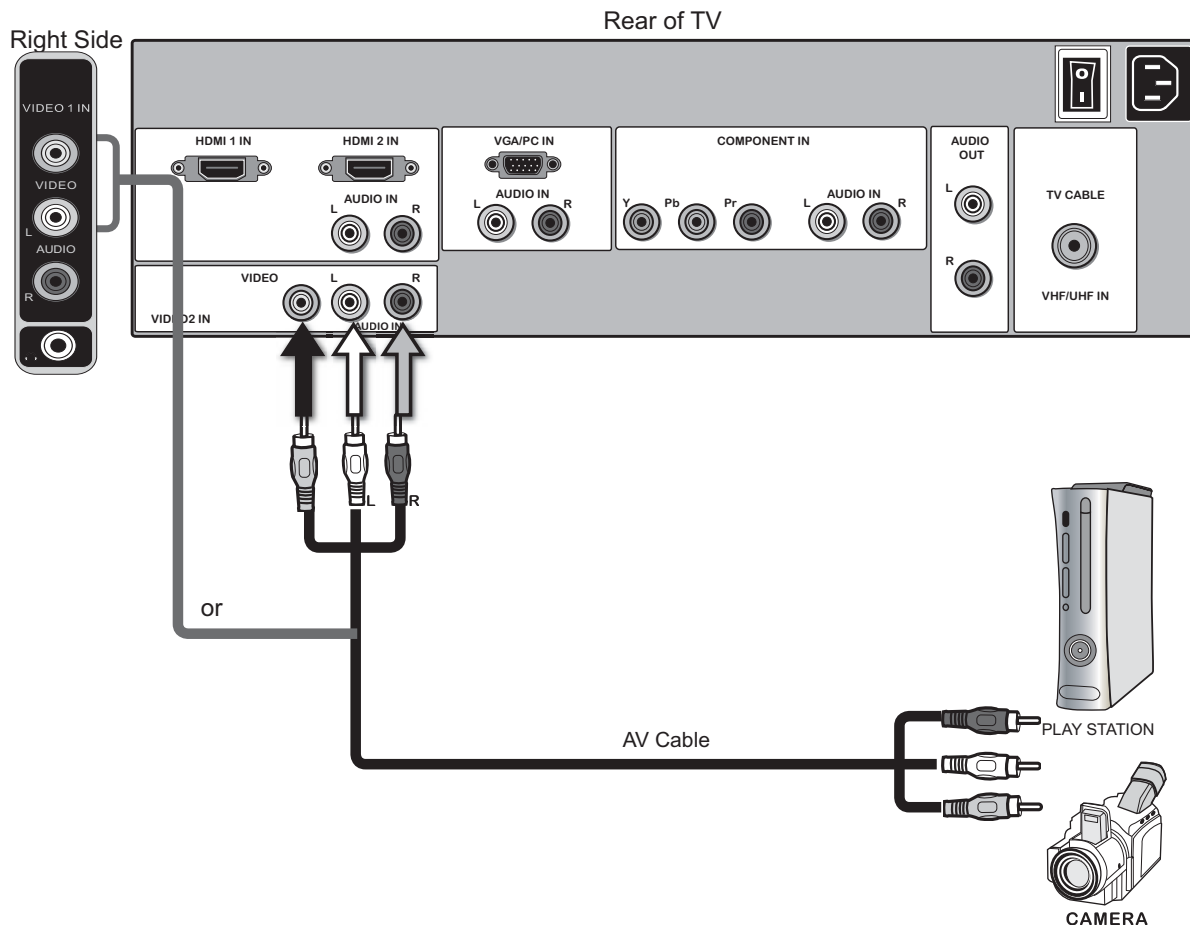 Rear of TV
Right Side
VIDEO 1 IN
VIDEO
L
AUDIO
R
HDMI 1 IN
HDMI 2 IN
AUDIO IN
L
R
VGA/PC IN
AUDIO IN
L
R
COMPONENT IN
Y
Pb
Pr
AUDIO IN
L
R
AUDIO
OUT
L
R
TV CABLE
VHF/UHF IN
VIDEO
L
R
VIDEO2 IN
AUDIO IN
L
R
or
AV Cable
PLAY STATION
CAMERA